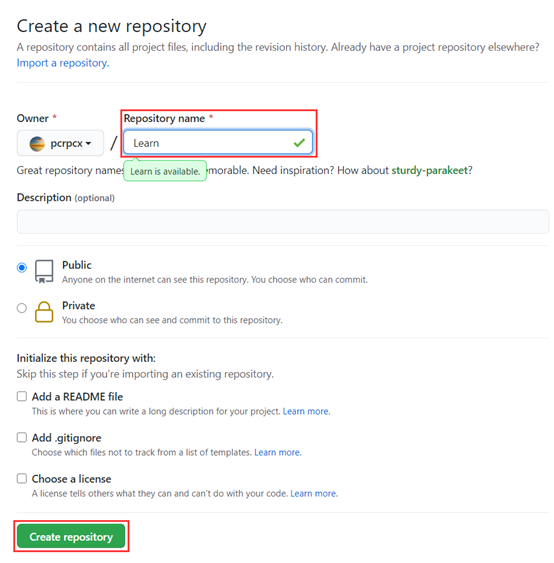 Create a new repository
A repository contains all project files, including the revision history. Already have a project repository elsewhere?
Import a repository.
Owner * Repository name *
pcrpcx / Learn
Great repository names emorable. Need inspiration? How about sturdy-parakeet?
Learn is available.
Description (optional)
Public
Anyone on the internet can see this repository. You choose who can commit.
Private
You choose who can see and commit to this repository.
Initialize this repository with:
Skip this step if you're importing an existing repository.
Add a README file
This is where you can write a long description for your project. Learn more.
Add .gitignore
Choose which files not to track from a list of templates. Learn more.
Choose a license
A license tells others what they can and can't do with your code. Learn more.
Create repository